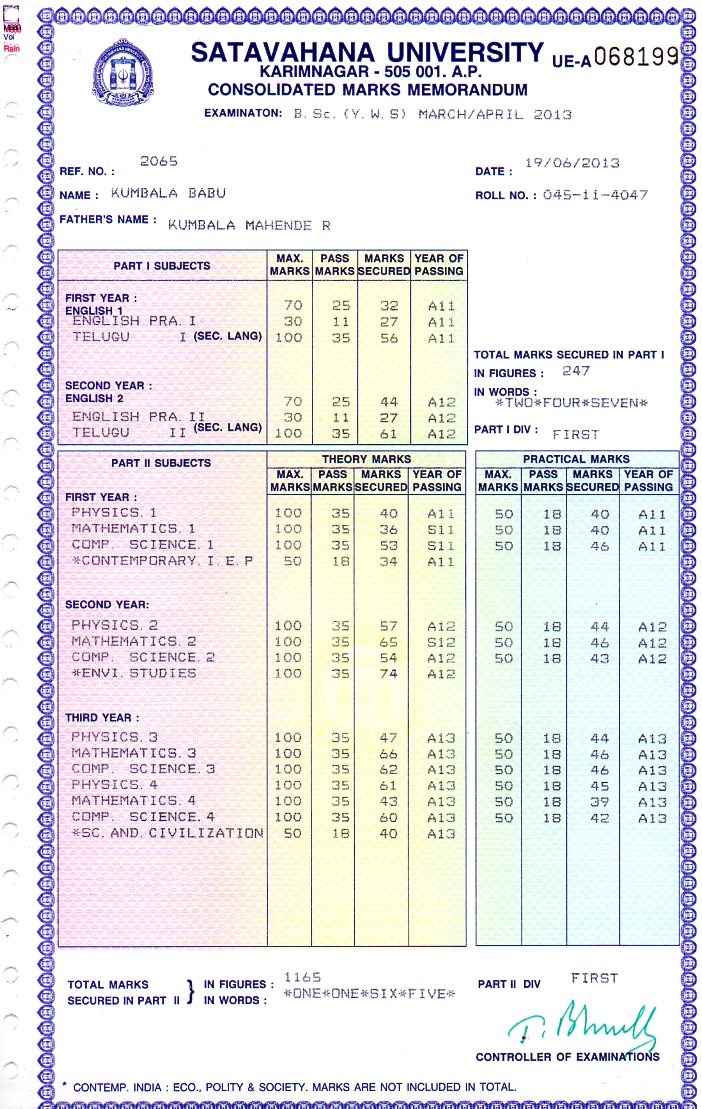 SATAVAHANA UNIVERSITY UE-A068199
KARIMNAGAR - 505 001. A.P.
CONSOLIDATED MARKS MEMORANDUM
EXAMINATON: B.Sc.(Y.W.S) MARCH/APRIL 2013
REF. NO. : 2065 DATE : 19/06/2013
NAME : KUMBALA BABU ROLL NO. : 045-11-4047
FATHER'S NAME : KUMBALA MAHENDE R
PART I SUBJECTS MAX. MARKS PASS MARKS MARKS SECURED YEAR OF PASSING
FIRST YEAR :
ENGLISH 1 70 25 32 A11
ENGLISH PRA. I 30 11 27 A11
TELUGU I (SEC. LANG) 100 35 56 A11
TOTAL MARKS SECURED IN PART I
IN FIGURES : 247
SECOND YEAR :
IN WORDS : *TWO*FOUR*SEVEN*
ENGLISH 2 70 25 44 A12
ENGLISH PRA. II 30 11 27 A12
TELUGU II (SEC. LANG) 100 35 61 A12
PART I DIV : FIRST
PART II SUBJECTS THEORY MARKS PRACTICAL MARKS
MAX. MARKS PASS MARKS MARKS SECURED YEAR OF PASSING MAX. MARKS PASS MARKS MARKS SECURED YEAR OF PASSING
FIRST YEAR :
PHYSICS. 1 100 35 40 A11 50 18 40 A11
MATHEMATICS. 1 100 35 36 S11 50 18 40 A11
COMP. SCIENCE. 1 100 35 53 S11 50 18 46 A11
*CONTEMPORARY. I. E. P 50 18 34 A11
SECOND YEAR:
PHYSICS. 2 100 35 57 A12 50 18 44 A12
MATHEMATICS. 2 100 35 65 S12 50 18 46 A12
COMP. SCIENCE. 2 100 35 54 A12 50 18 43 A12
*ENVI. STUDIES 100 35 74 A12
THIRD YEAR :
PHYSICS. 3 100 35 47 A13 50 18 44 A13
MATHEMATICS. 3 100 35 66 A13 50 18 46 A13
COMP. SCIENCE. 3 100 35 62 A13 50 18 46 A13
PHYSICS. 4 100 35 61 A13 50 18 45 A13
MATHEMATICS. 4 100 35 43 A13 50 18 39 A13
COMP. SCIENCE. 4 100 35 60 A13 50 18 42 A13
*SC. AND. CIVILIZATION 50 18 40 A13
TOTAL MARKS SECURED IN PART II } IN FIGURES : 1165 PART II DIV FIRST
IN WORDS : *ONE*ONE*SIX*FIVE*
CONTROLLER OF EXAMINATIONS
* CONTEMP. INDIA : ECO., POLITY & SOCIETY. MARKS ARE NOT INCLUDED IN TOTAL.